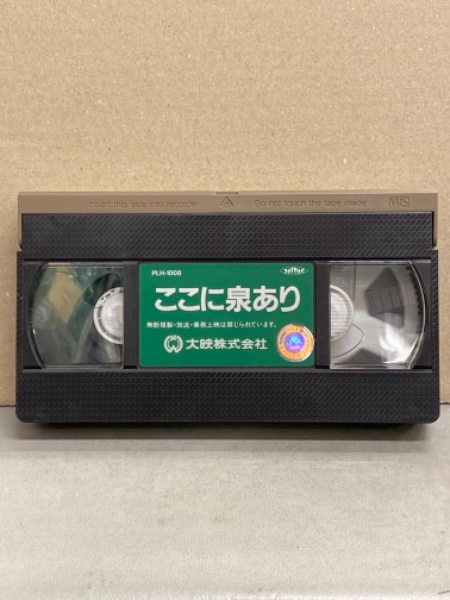 Insert this side into recorder
Do not touch the tape inside
VHS
PLH-1008
ここに泉あり
無断複製・放送・業務上映は禁じられています。
大映株式会社